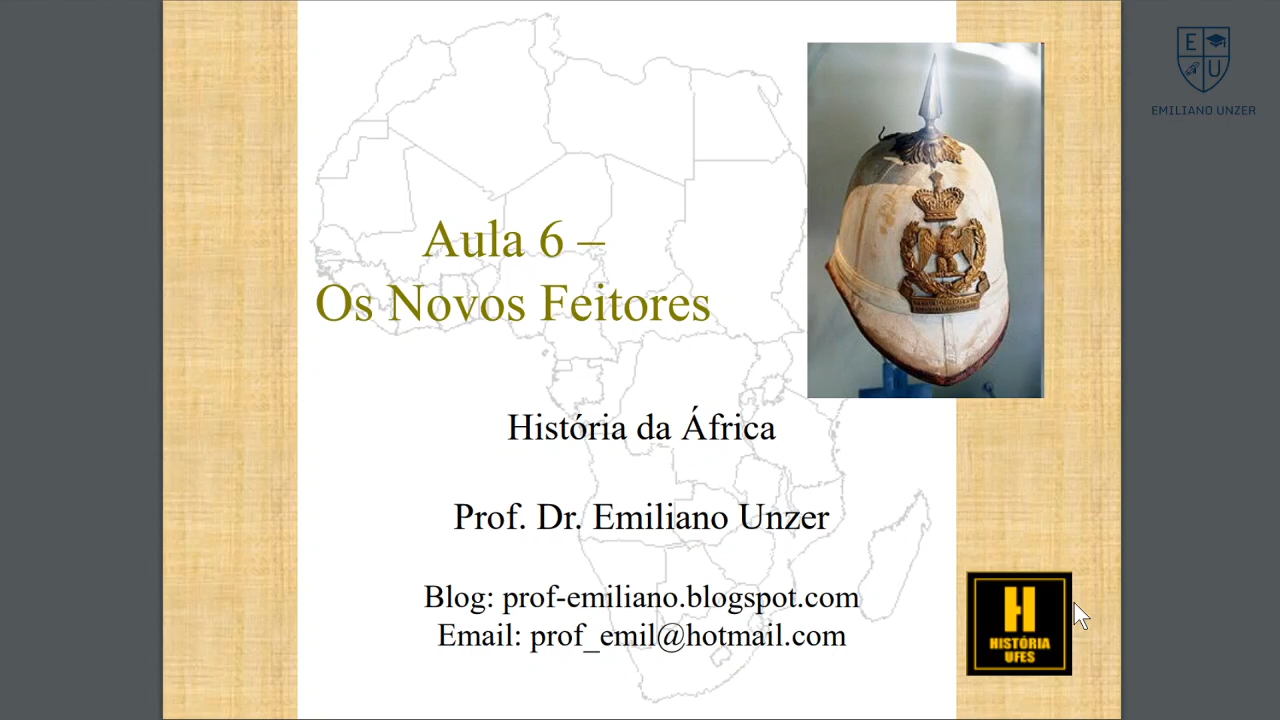 E
U
EMILIANO UNZER
Aula 6 –
Os Novos Feitores
História da África
Prof. Dr. Emiliano Unzer
Blog: prof-emiliano.blogspot.com
Email: prof_emil@hotmail.com
H
HISTÓRIA
UFES